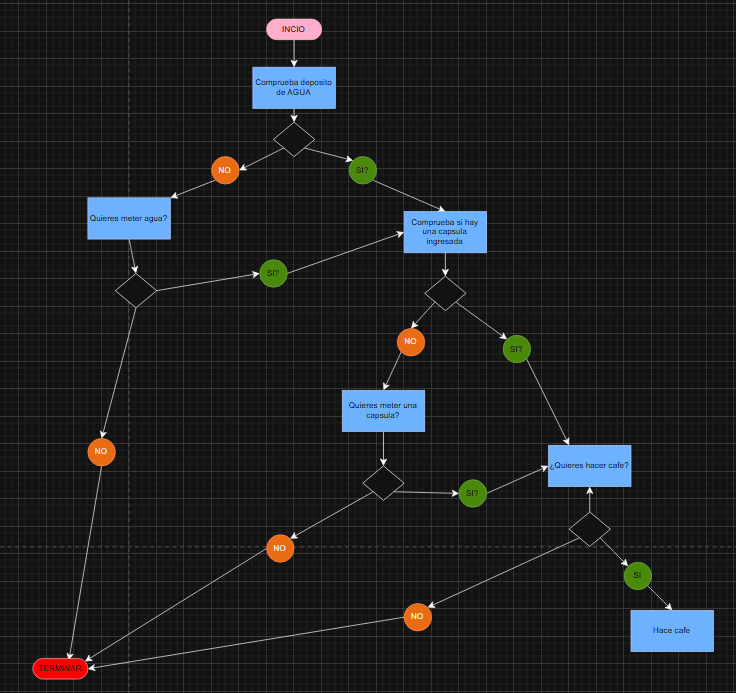 INCIO
Comprueba deposito
de AGUA
NO
SI?
Quieres meter agua?
Comprueba si hay
una capsula
ingresada
SI?
NO
SI?
Quieres meter una
capsula?
NO
¿Quieres hacer cafe?
SI?
NO
SI
NO
Hace cafe
TERMINAR